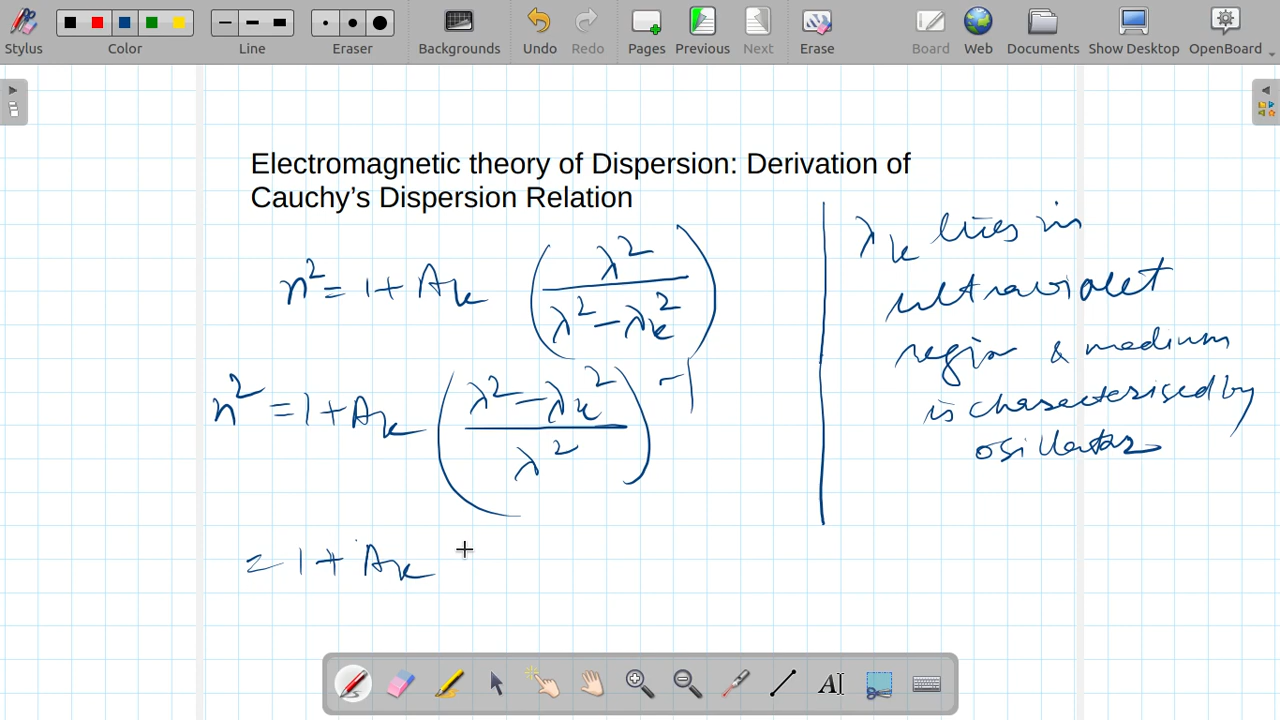 Stylus
Color
Line
Eraser
Backgrounds
Undo
Redo
Pages
Previous
Next
Erase
Board
Web
Documents
Show Desktop
OpenBoard
Electromagnetic theory of Dispersion: Derivation of
Cauchy’s Dispersion Relation
n² = 1 + Aₖ (λ² / (λ² − λₖ²))
n² = 1 + Aₖ ((λ² − λₖ²) / λ²)⁻¹
= 1 + Aₖ
λₖ lies in
ultraviolet
region & medium
is characterised by
osillators
AI